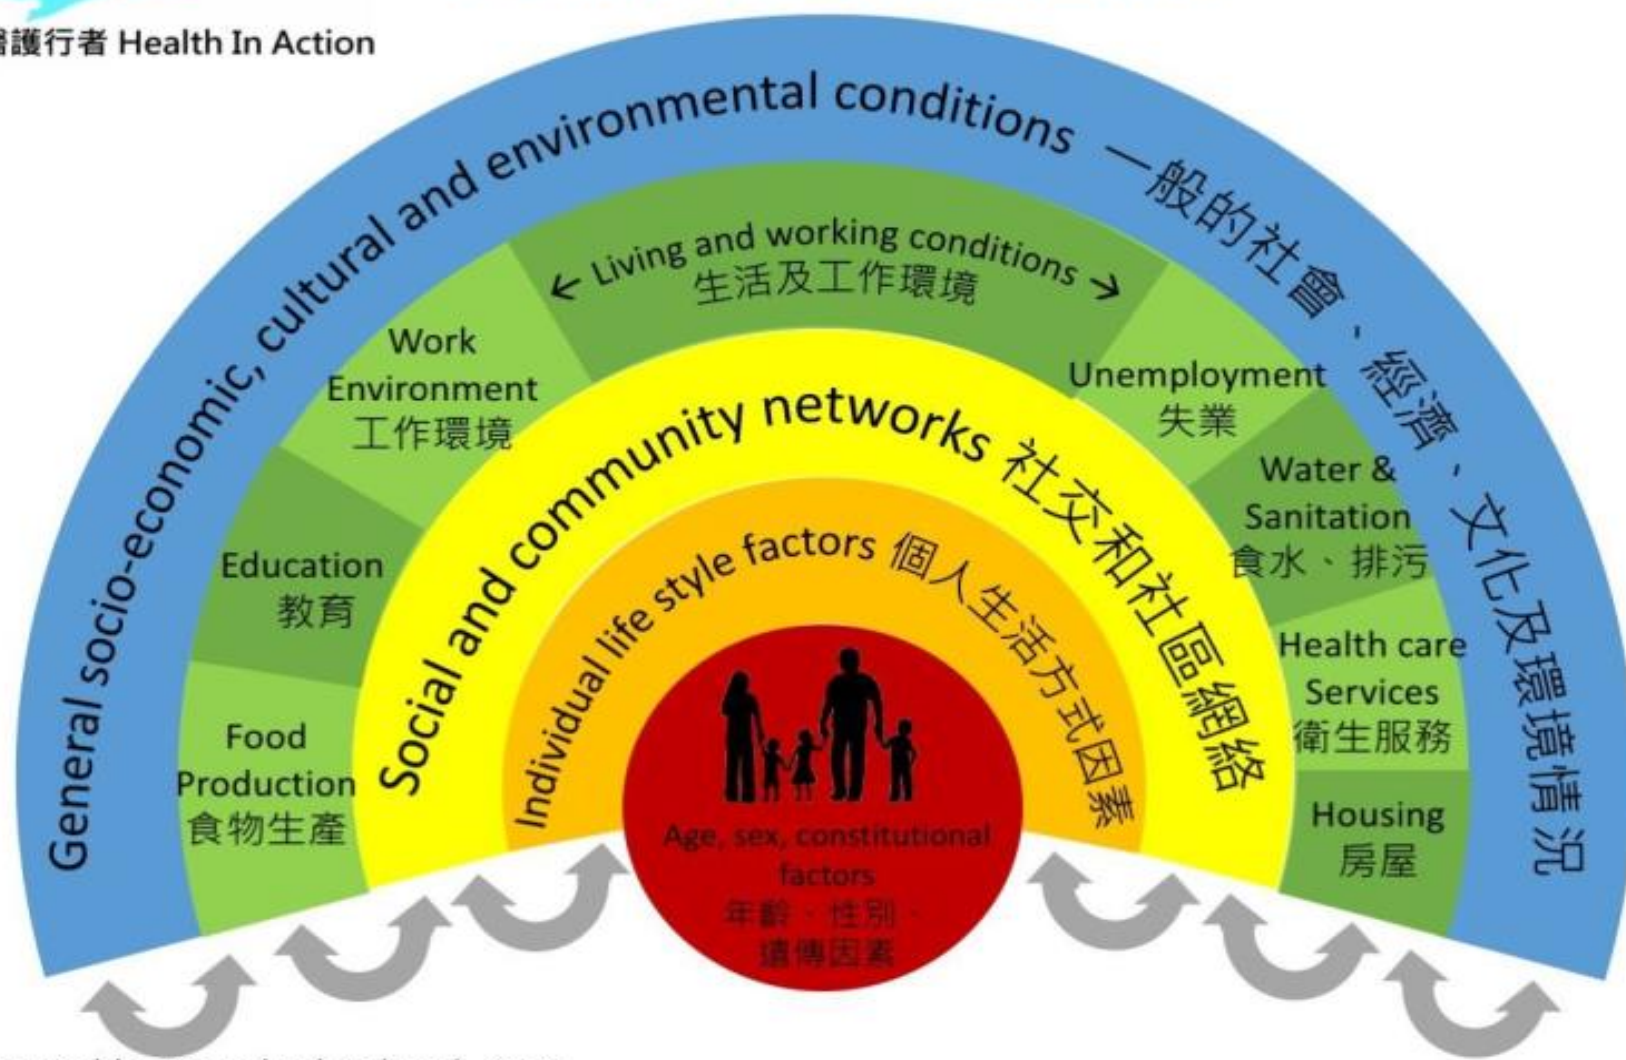 醫護行者 Health In Action
General socio-economic, cultural and environmental conditions 一般的社會、經濟、文化及環境情況
← Living and working conditions →
生活及工作環境
Work
Environment
工作環境
Education
教育
Food
Production
食物生產
Unemployment
失業
Water &
Sanitation
食水、排污
Health care
Services
衛生服務
Housing
房屋
Social and community networks 社交和社區網絡
Individual life style factors 個人生活方式因素
Age, sex, constitutional
factors
年齡、性別、
遺傳因素